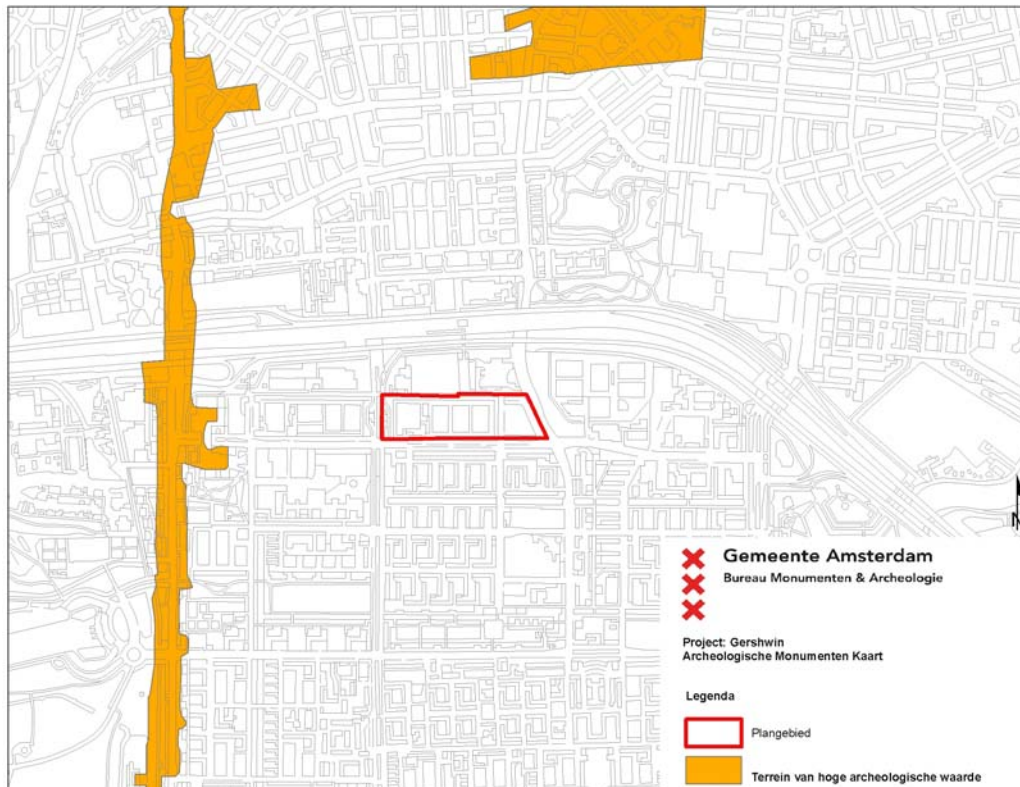 N
Gemeente Amsterdam
Bureau Monumenten & Archeologie
Project: Gershwin
Archeologische Monumenten Kaart
Legenda
Plangebied
Terrein van hoge archeologische waarde